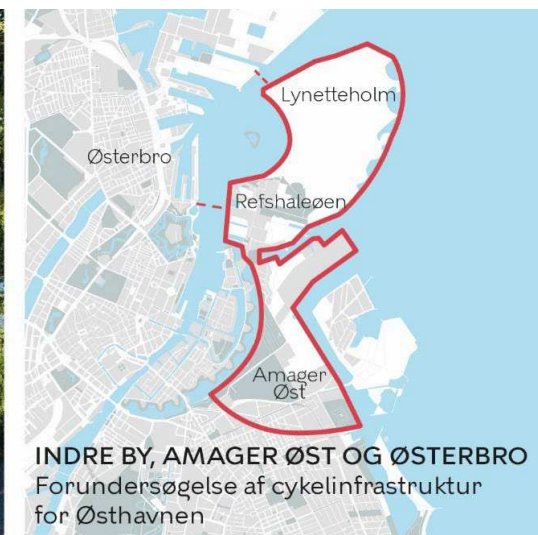 Lynetteholm
Østerbro
Refshaleøen
Amager
Øst
INDRE BY, AMAGER ØST OG ØSTERBRO
Forundersøgelse af cykelinfrastruktur
for Østhavnen